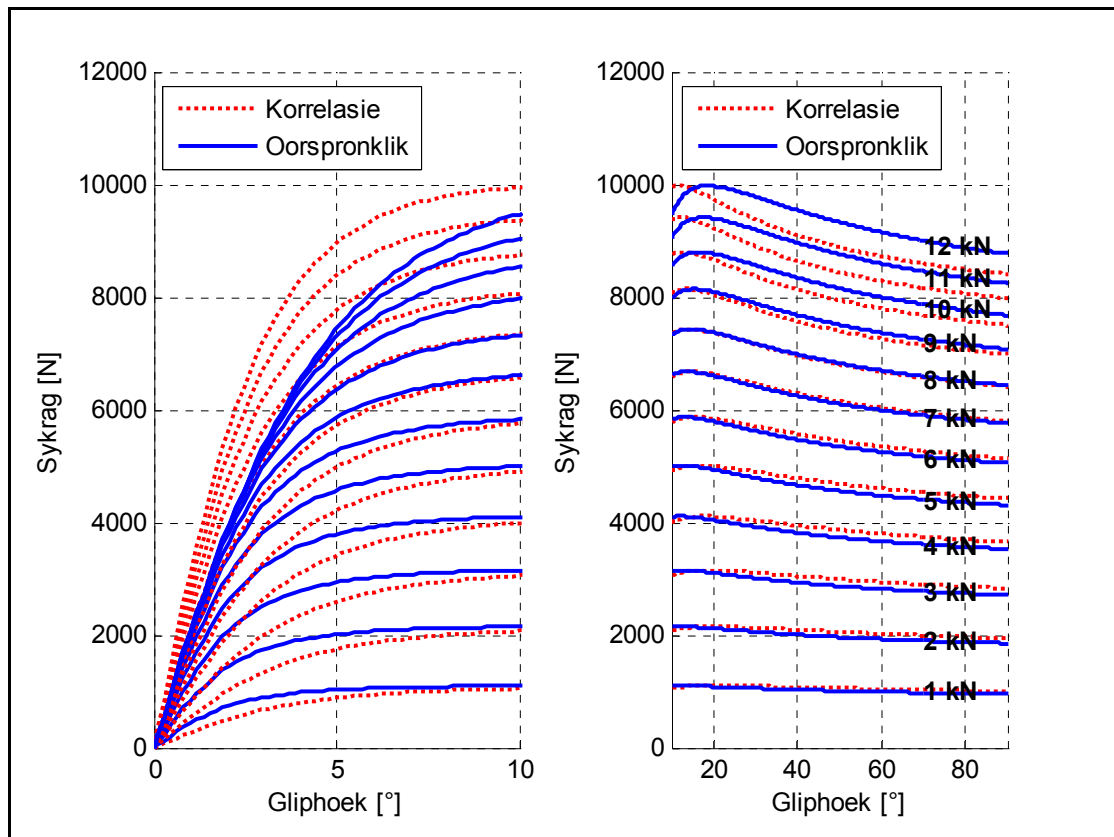 12000
10000
8000
6000
4000
2000
0
Sykrag [N]
Korrelasie
Oorspronklik
0 5 10
Gliphoek [°]
12000
10000
8000
6000
4000
2000
0
Sykrag [N]
Korrelasie
Oorspronklik
12 kN
11 kN
10 kN
9 kN
8 kN
7 kN
6 kN
5 kN
4 kN
3 kN
2 kN
1 kN
20 40 60 80
Gliphoek [°]